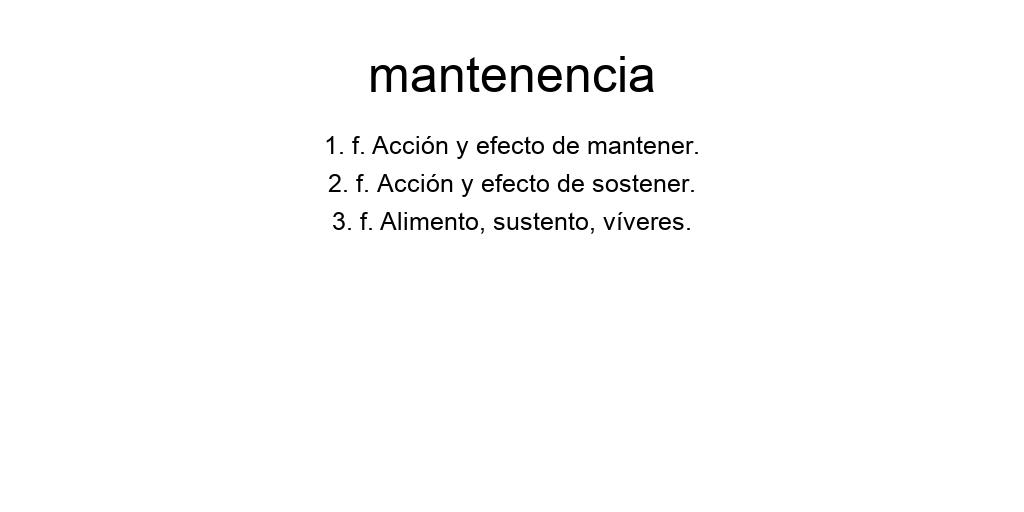 mantenencia
1. f. Acción y efecto de mantener.
2. f. Acción y efecto de sostener.
3. f. Alimento, sustento, víveres.